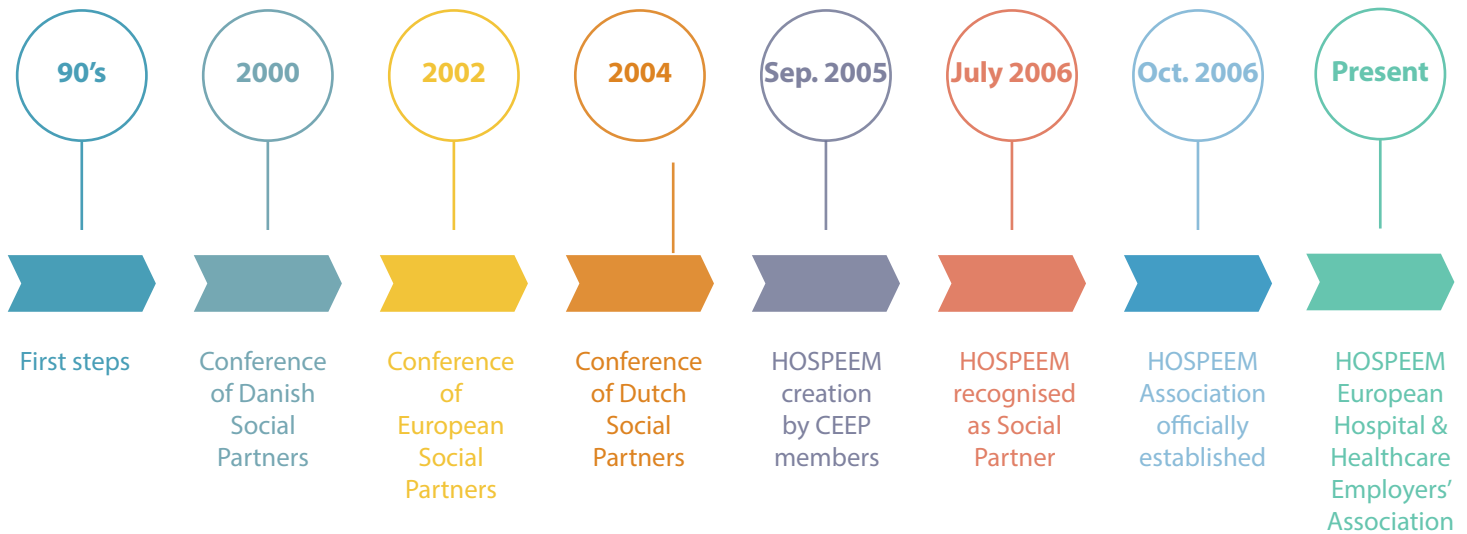 90's
2000
2002
2004
Sep. 2005
July 2006
Oct. 2006
Present
First steps
Conference
of Danish
Social
Partners
Conference
of
European
Social
Partners
Conference
of Dutch
Social
Partners
HOSPEEM
creation
by CEEP
members
HOSPEEM
recognised
as Social
Partner
HOSPEEM
Association
officially
established
HOSPEEM
European
Hospital &
Healthcare
Employers'
Association